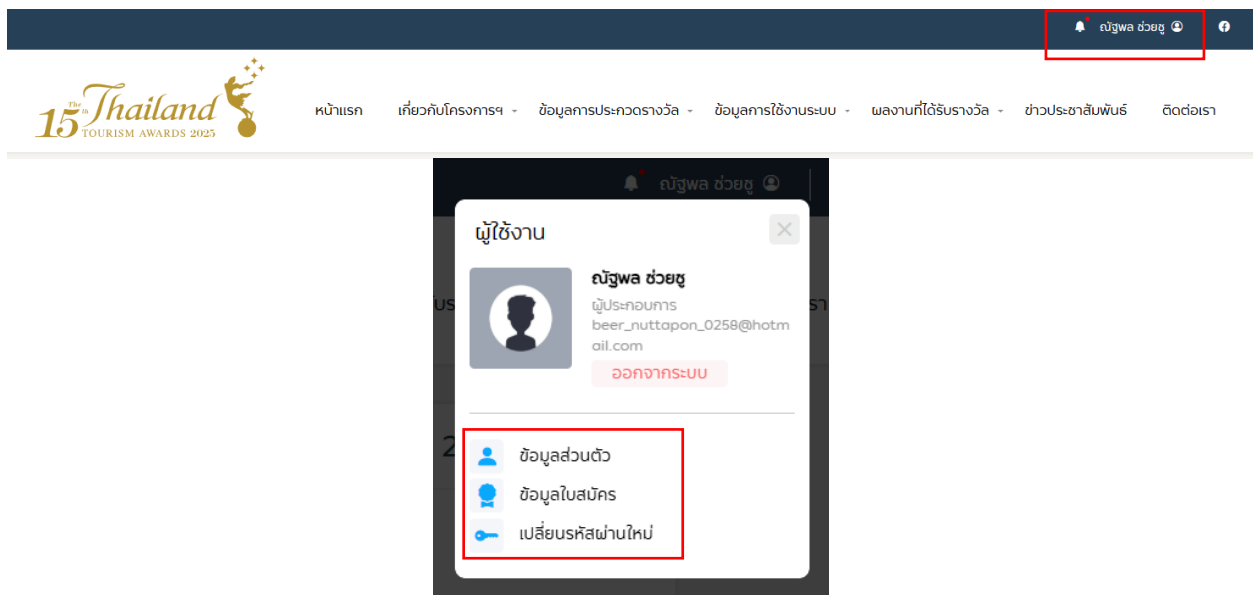 ณัฐพล ช่วยชู
The 15th Thailand
TOURISM AWARDS 2025
หน้าแรก เกี่ยวกับโครงการฯ ข้อมูลการประกวดรางวัล ข้อมูลการใช้งานระบบ ผลงานที่ได้รับรางวัล ข่าวประชาสัมพันธ์ ติดต่อเรา
ณัฐพล ช่วยชู
ผู้ใช้งาน
ณัฐพล ช่วยชู
ผู้ประกอบการ
beer_nuttapon_0258@hotm
ail.com
ออกจากระบบ
2
ข้อมูลส่วนตัว
ข้อมูลใบสมัคร
เปลี่ยนรหัสผ่านใหม่